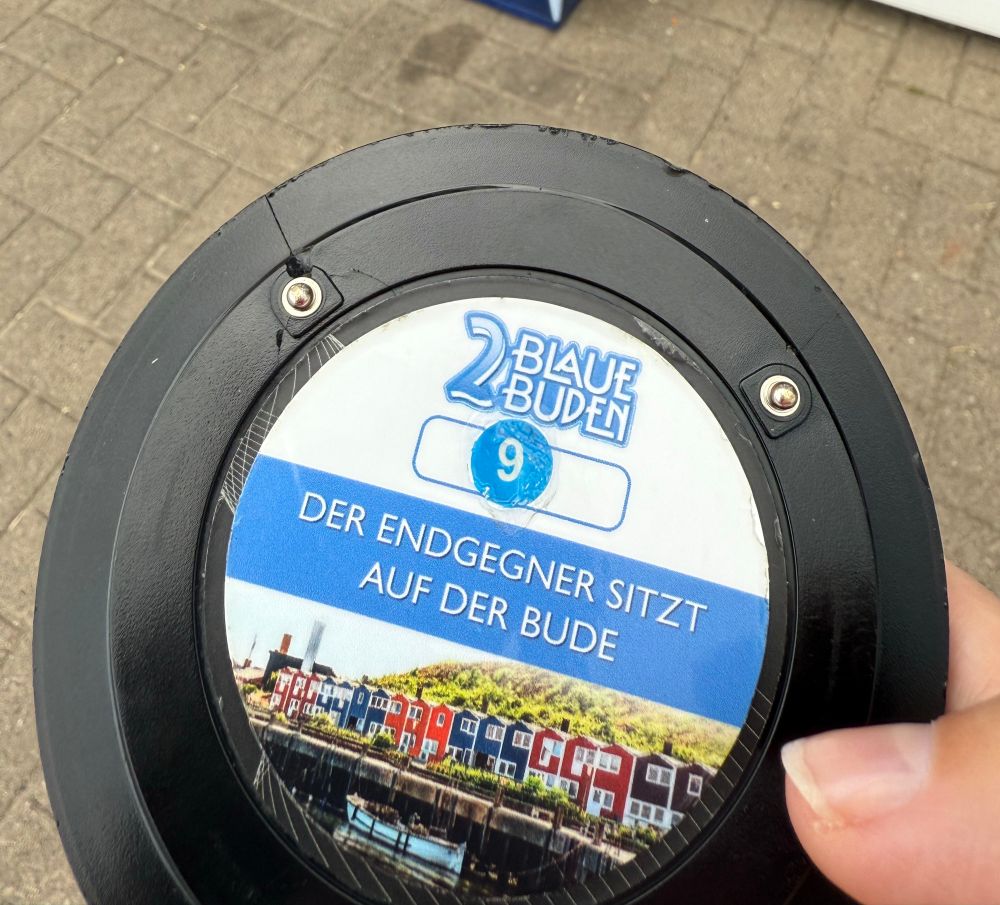 2 BLAUE
BUDEN
9
DER ENDGEGNER SITZT
AUF DER BUDE